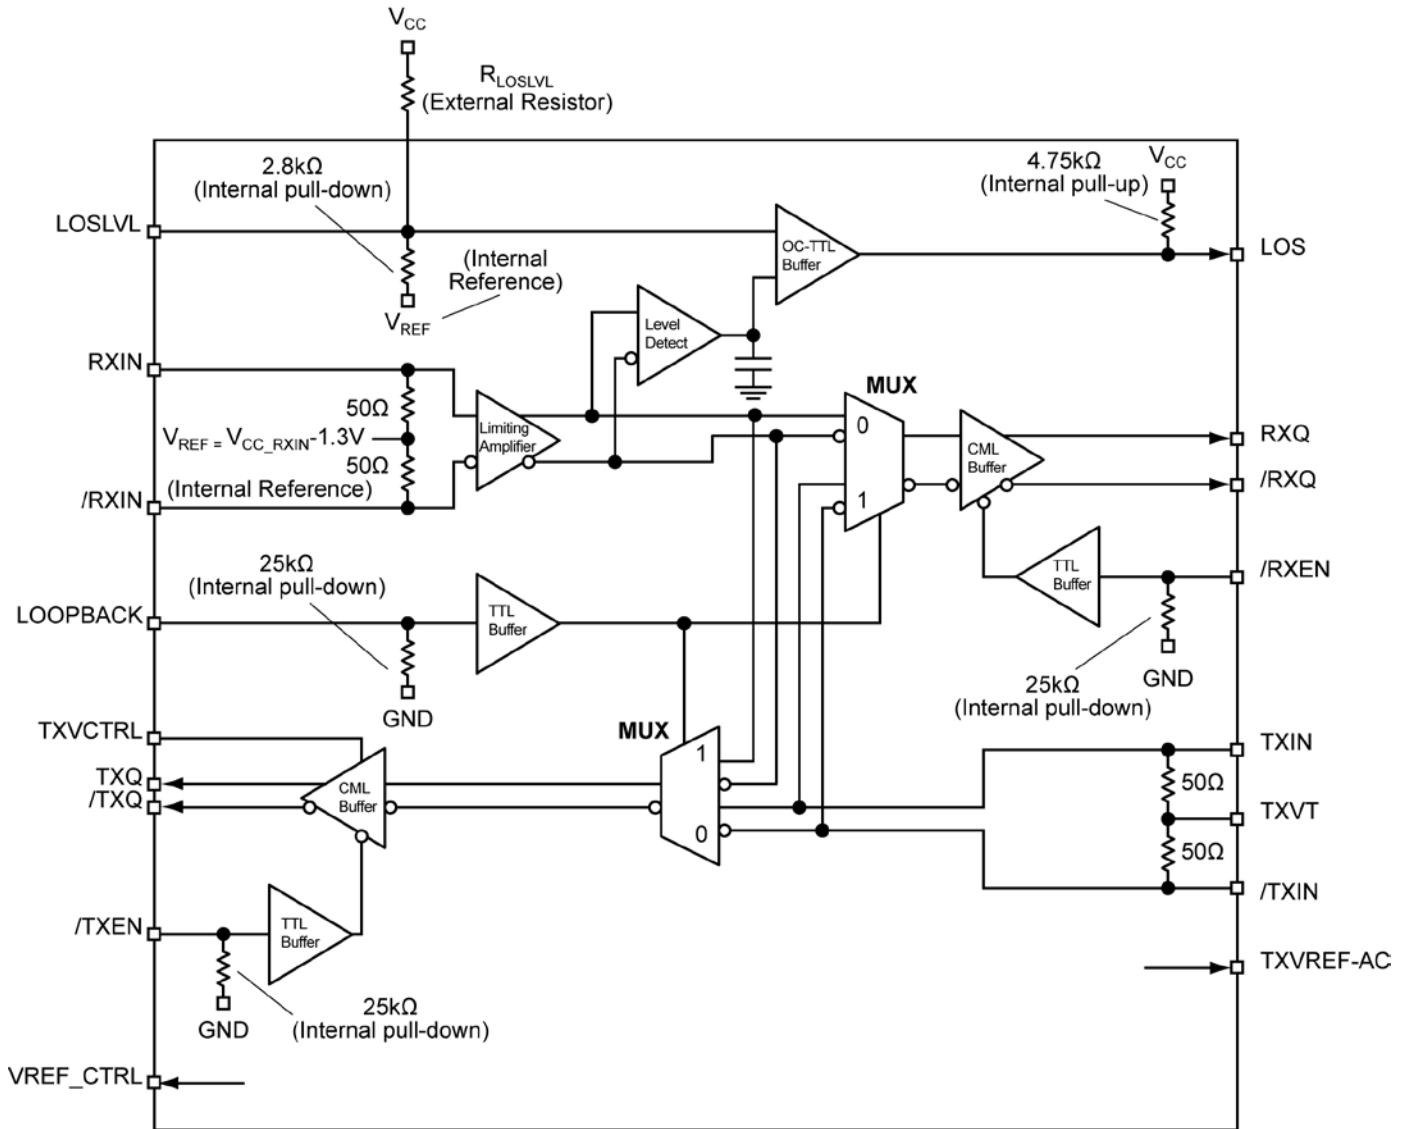 VCC
RLOSLVL
(External Resistor)
2.8kΩ
(Internal pull-down)
4.75kΩ
(Internal pull-up)
VCC
LOSLVL
OC-TTL
Buffer
LOS
(Internal
Reference)
VREF
Level
Detect
RXIN
MUX
50Ω
0
Limiting
Amplifier
VREF = VCC_RXIN-1.3V
CML
Buffer
RXQ
50Ω
(Internal Reference)
/RXQ
/RXIN
1
25kΩ
(Internal pull-down)
TTL
Buffer
/RXEN
LOOPBACK
TTL
Buffer
GND
25kΩ
(Internal pull-down)
GND
TXVCTRL
MUX
1
TXIN
TXQ
CML
Buffer
50Ω
/TXQ
TXVT
0
50Ω
/TXIN
/TXEN
TTL
Buffer
TXVREF-AC
GND
25kΩ
(Internal pull-down)
VREF_CTRL